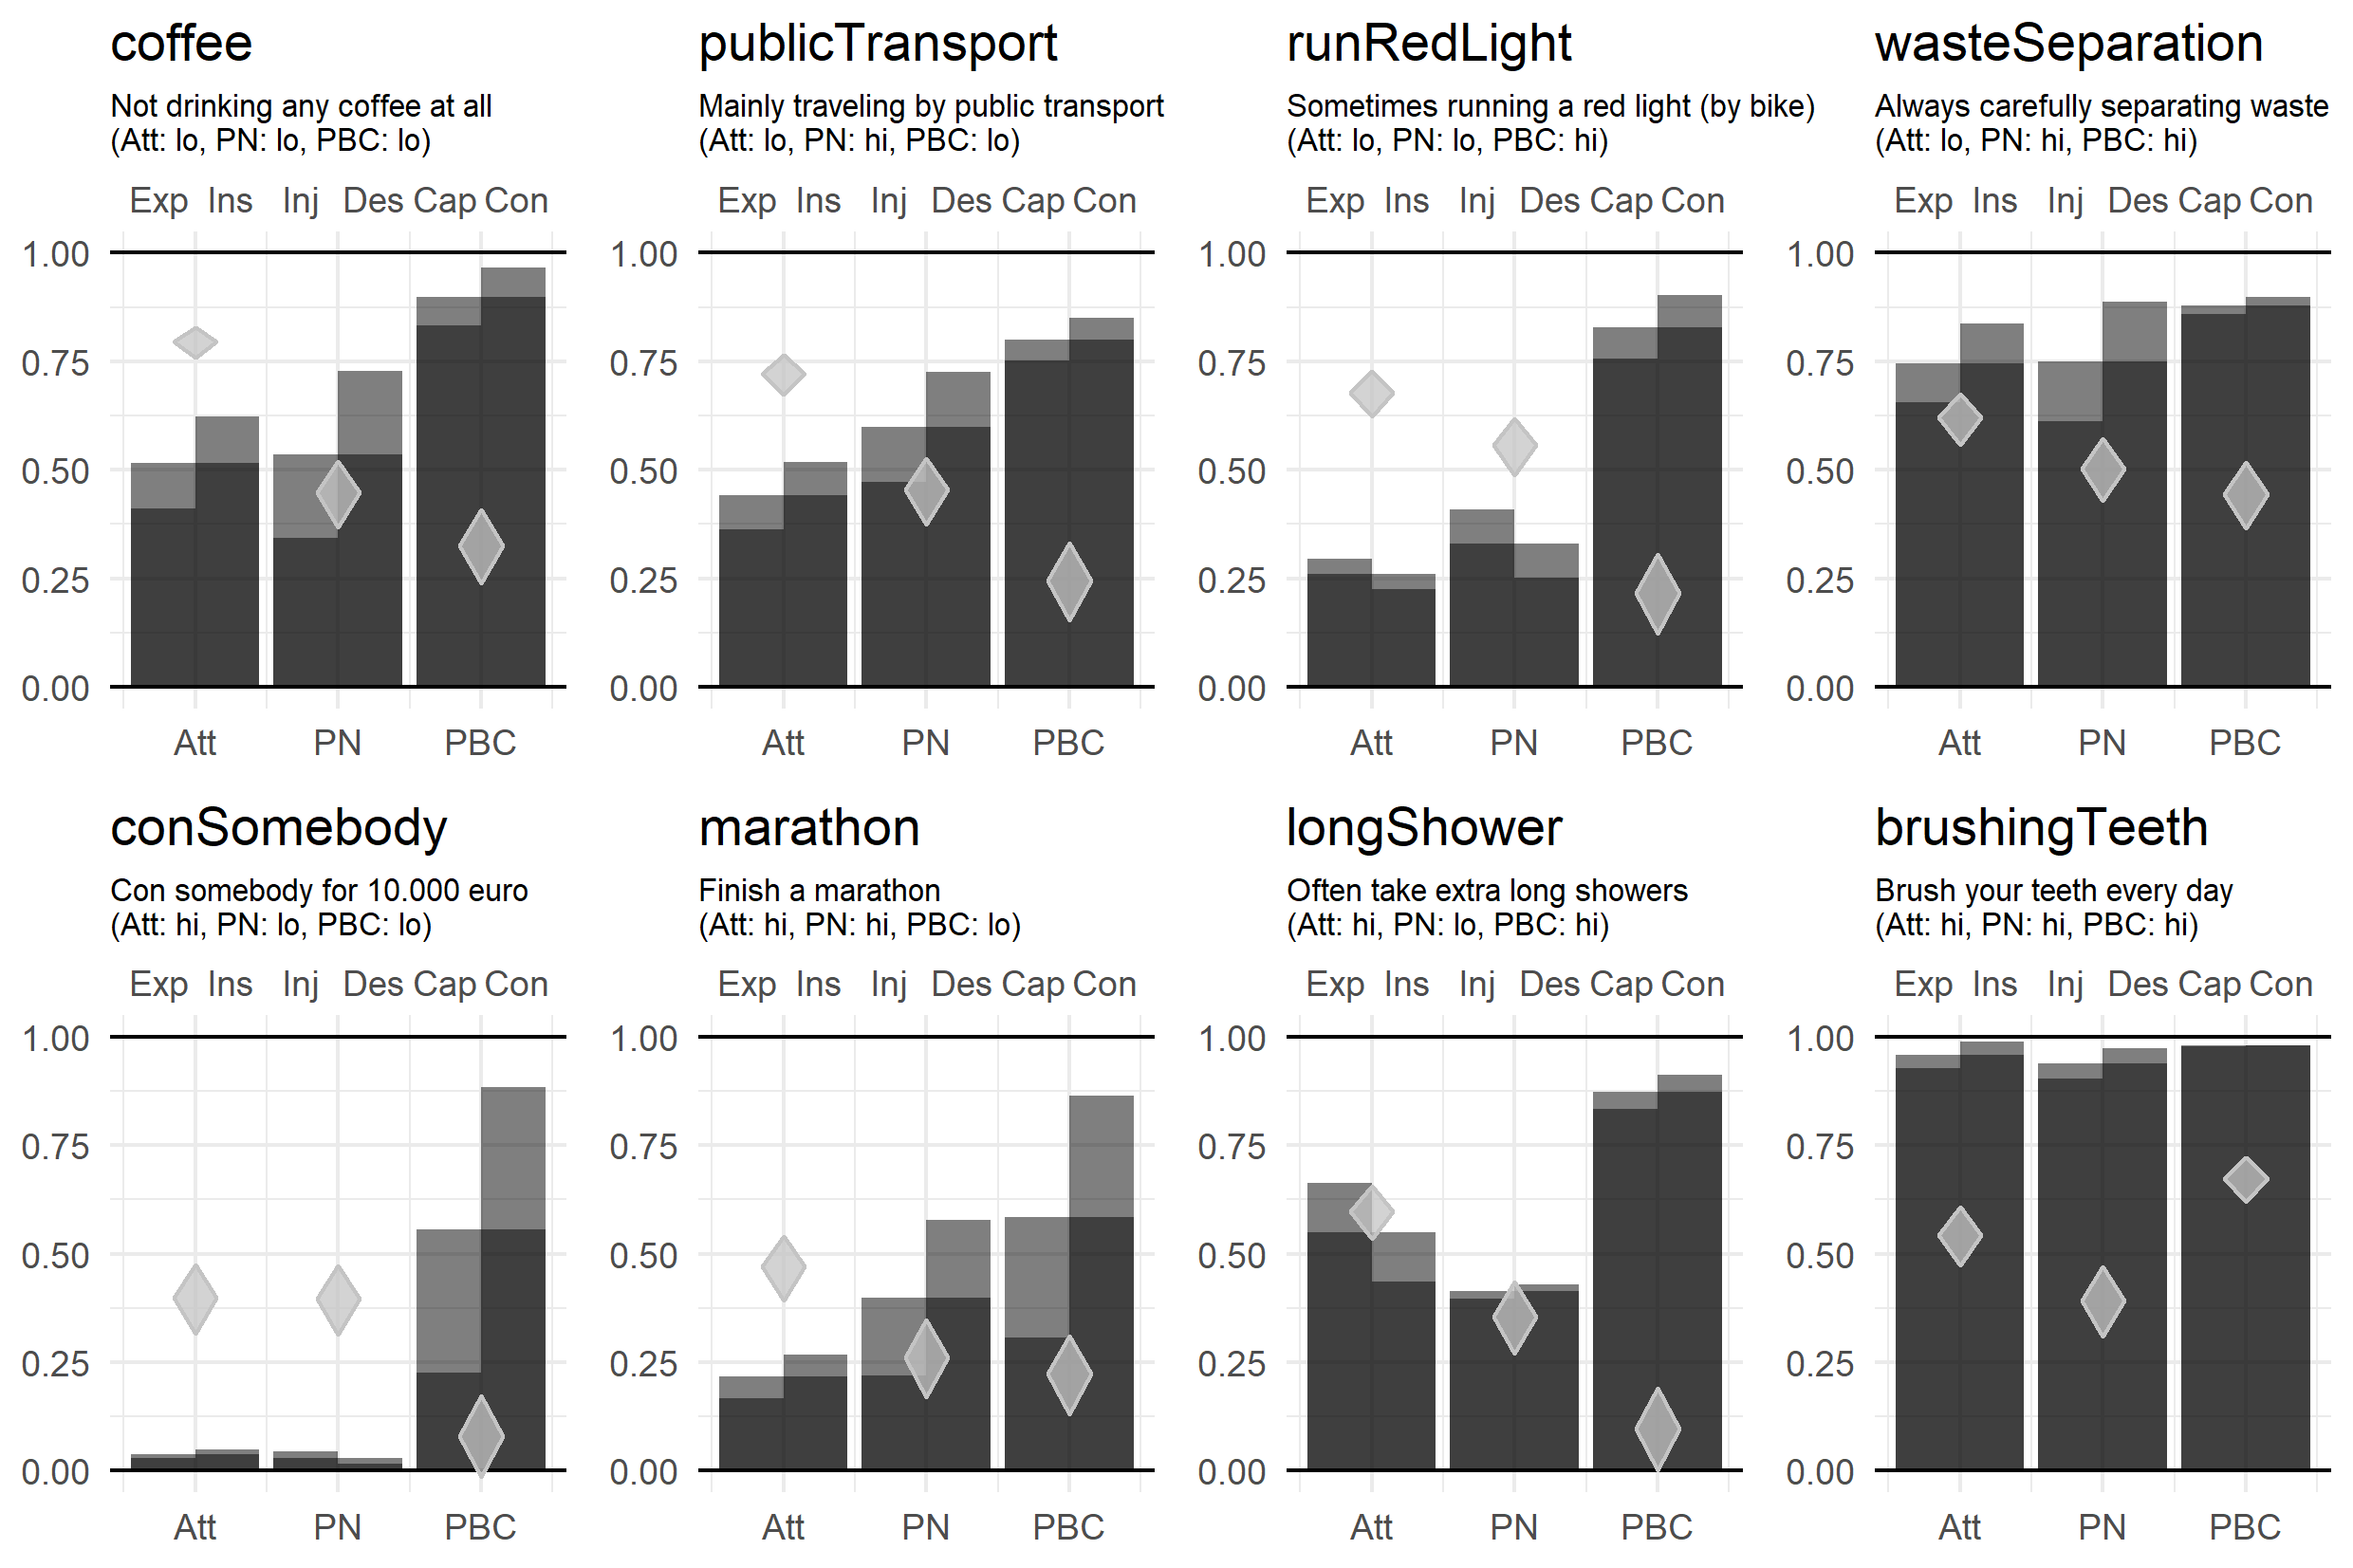 coffee
Not drinking any coffee at all
(Att: lo, PN: lo, PBC: lo)
Exp Ins Inj Des Cap Con
1.00
0.75
0.50
0.25
0.00
Att PN PBC
publicTransport
Mainly traveling by public transport
(Att: lo, PN: hi, PBC: lo)
Exp Ins Inj Des Cap Con
1.00
0.75
0.50
0.25
0.00
Att PN PBC
runRedLight
Sometimes running a red light (by bike)
(Att: lo, PN: lo, PBC: hi)
Exp Ins Inj Des Cap Con
1.00
0.75
0.50
0.25
0.00
Att PN PBC
wasteSeparation
Always carefully separating waste
(Att: lo, PN: hi, PBC: hi)
Exp Ins Inj Des Cap Con
1.00
0.75
0.50
0.25
0.00
Att PN PBC
conSomebody
Con somebody for 10.000 euro
(Att: hi, PN: lo, PBC: lo)
Exp Ins Inj Des Cap Con
1.00
0.75
0.50
0.25
0.00
Att PN PBC
marathon
Finish a marathon
(Att: hi, PN: hi, PBC: lo)
Exp Ins Inj Des Cap Con
1.00
0.75
0.50
0.25
0.00
Att PN PBC
longShower
Often take extra long showers
(Att: hi, PN: lo, PBC: hi)
Exp Ins Inj Des Cap Con
1.00
0.75
0.50
0.25
0.00
Att PN PBC
brushingTeeth
Brush your teeth every day
(Att: hi, PN: hi, PBC: hi)
Exp Ins Inj Des Cap Con
1.00
0.75
0.50
0.25
0.00
Att PN PBC